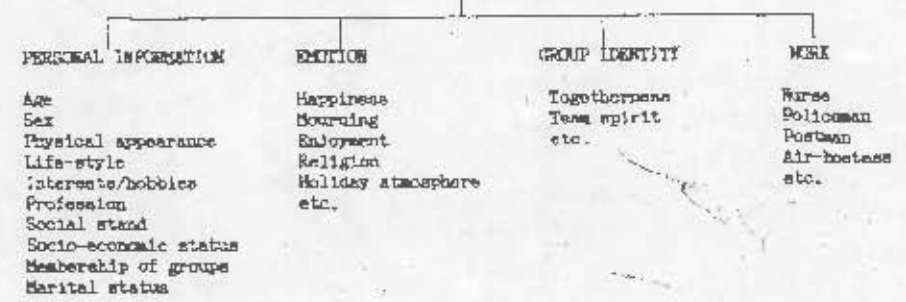 PERSONAL INFORMATION
Age
Sex
Physical appearance
Life-style
Interests/hobbies
Profession
Social stand
Socio-economic status
Membership of groups
Marital status
EMOTION
Happiness
Mourning
Enjoyment
Religion
Holiday atmosphere
etc.
GROUP IDENTITY
Togetherness
Team spirit
etc.
WORK
Nurse
Policeman
Postman
Air-hostess
etc.